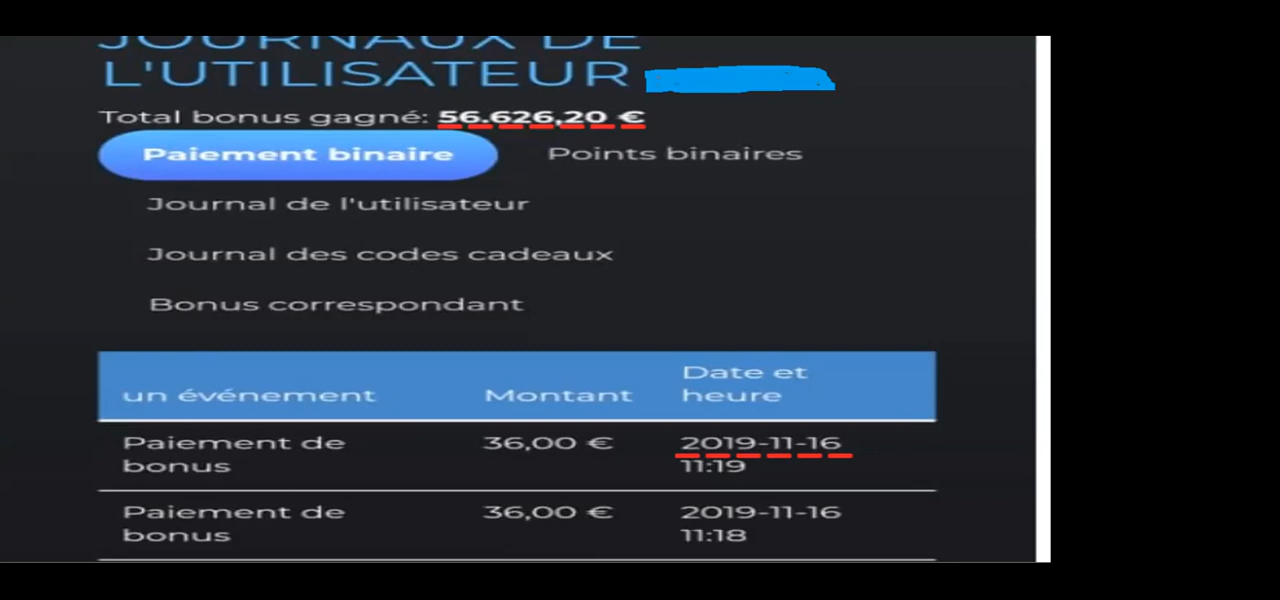 JOURNAUX DE
L'UTILISATEUR
Total bonus gagné: 56.626,20 €
Paiement binaire
Points binaires
Journal de l'utilisateur
Journal des codes cadeaux
Bonus correspondant
un événement
Montant
Date et
heure
Paiement de
bonus
36,00 €
2019-11-16
11:19
Paiement de
bonus
36,00 €
2019-11-16
11:18